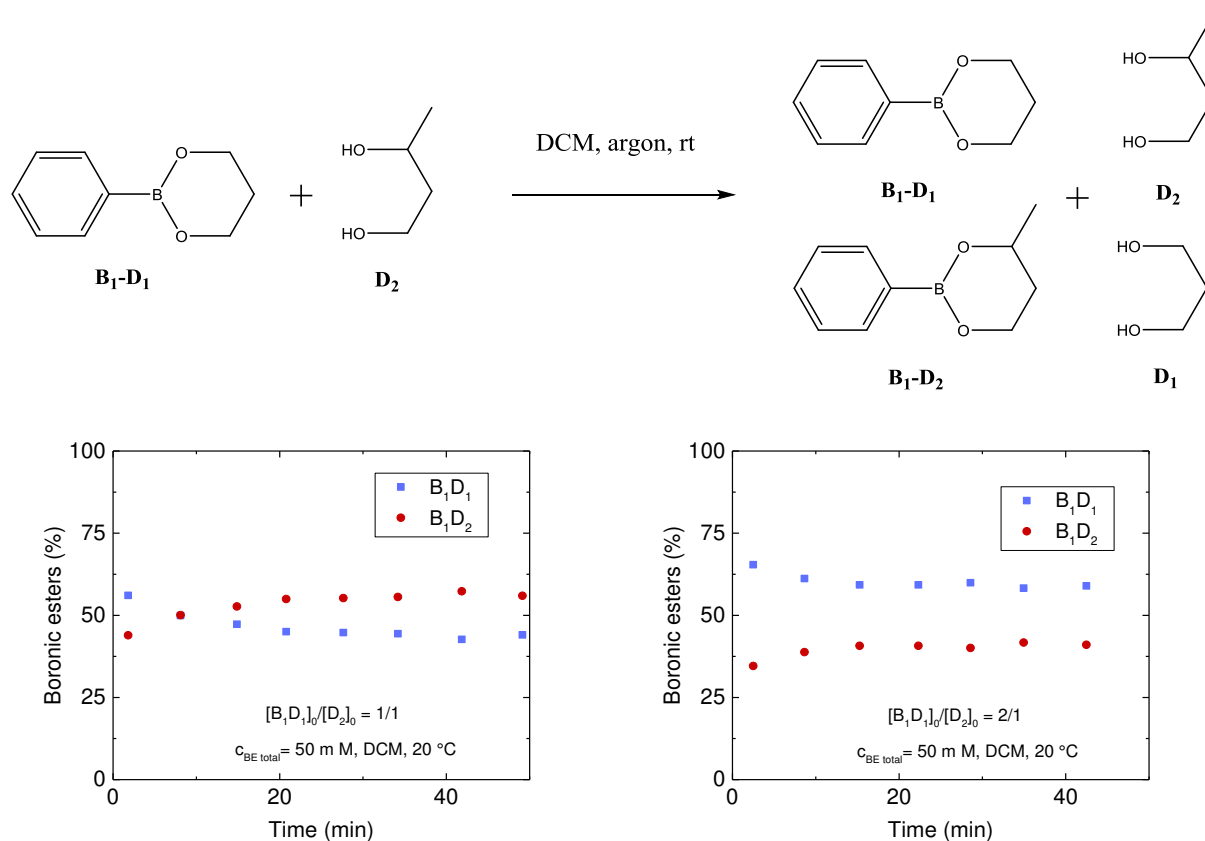 HO
HO
B
O
O
B₁-D₁
+
HO
HO
D₂
DCM, argon, rt
B
O
O
B₁-D₁
+
D₂
B
O
O
B₁-D₂
HO
HO
D₁
Boronic esters (%)
100
75
50
25
0
0
20
40
Time (min)
B₁D₁
B₁D₂
[B₁D₁]₀/[D₂]₀ = 1/1
c_BE total= 50 m M, DCM, 20 °C
Boronic esters (%)
100
75
50
25
0
0
20
40
Time (min)
B₁D₁
B₁D₂
[B₁D₁]₀/[D₂]₀ = 2/1
c_BE total= 50 m M, DCM, 20 °C